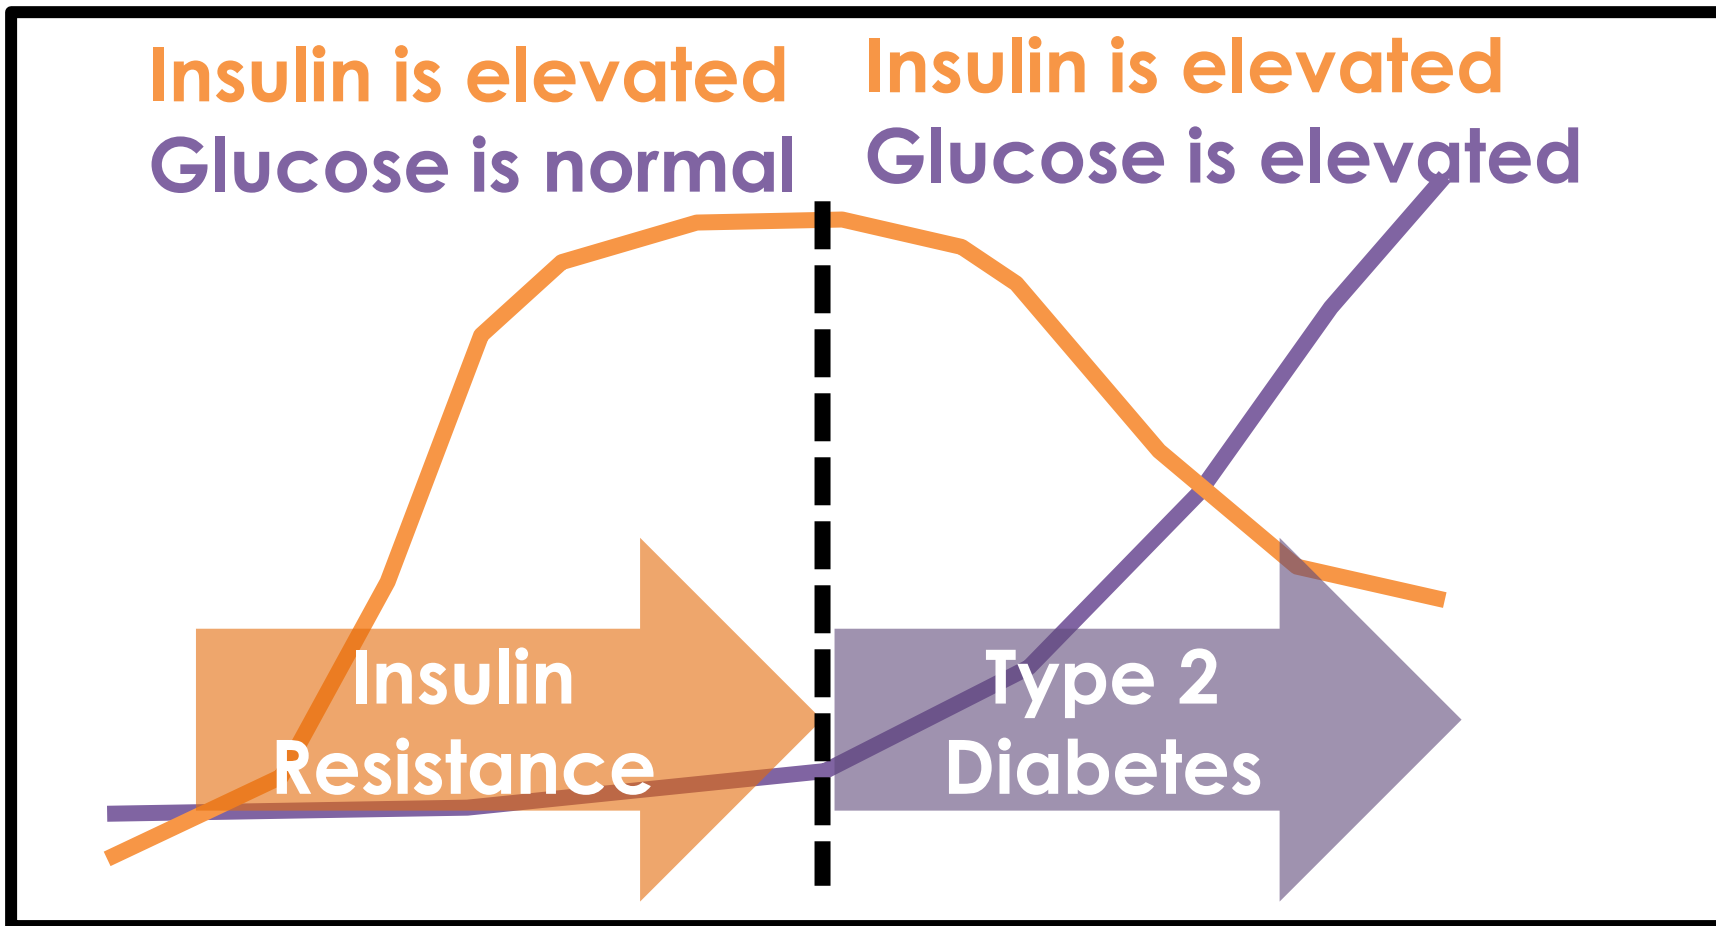 Insulin is elevated
Glucose is normal
Insulin is elevated
Glucose is elevated
Insulin
Resistance
Type 2
Diabetes